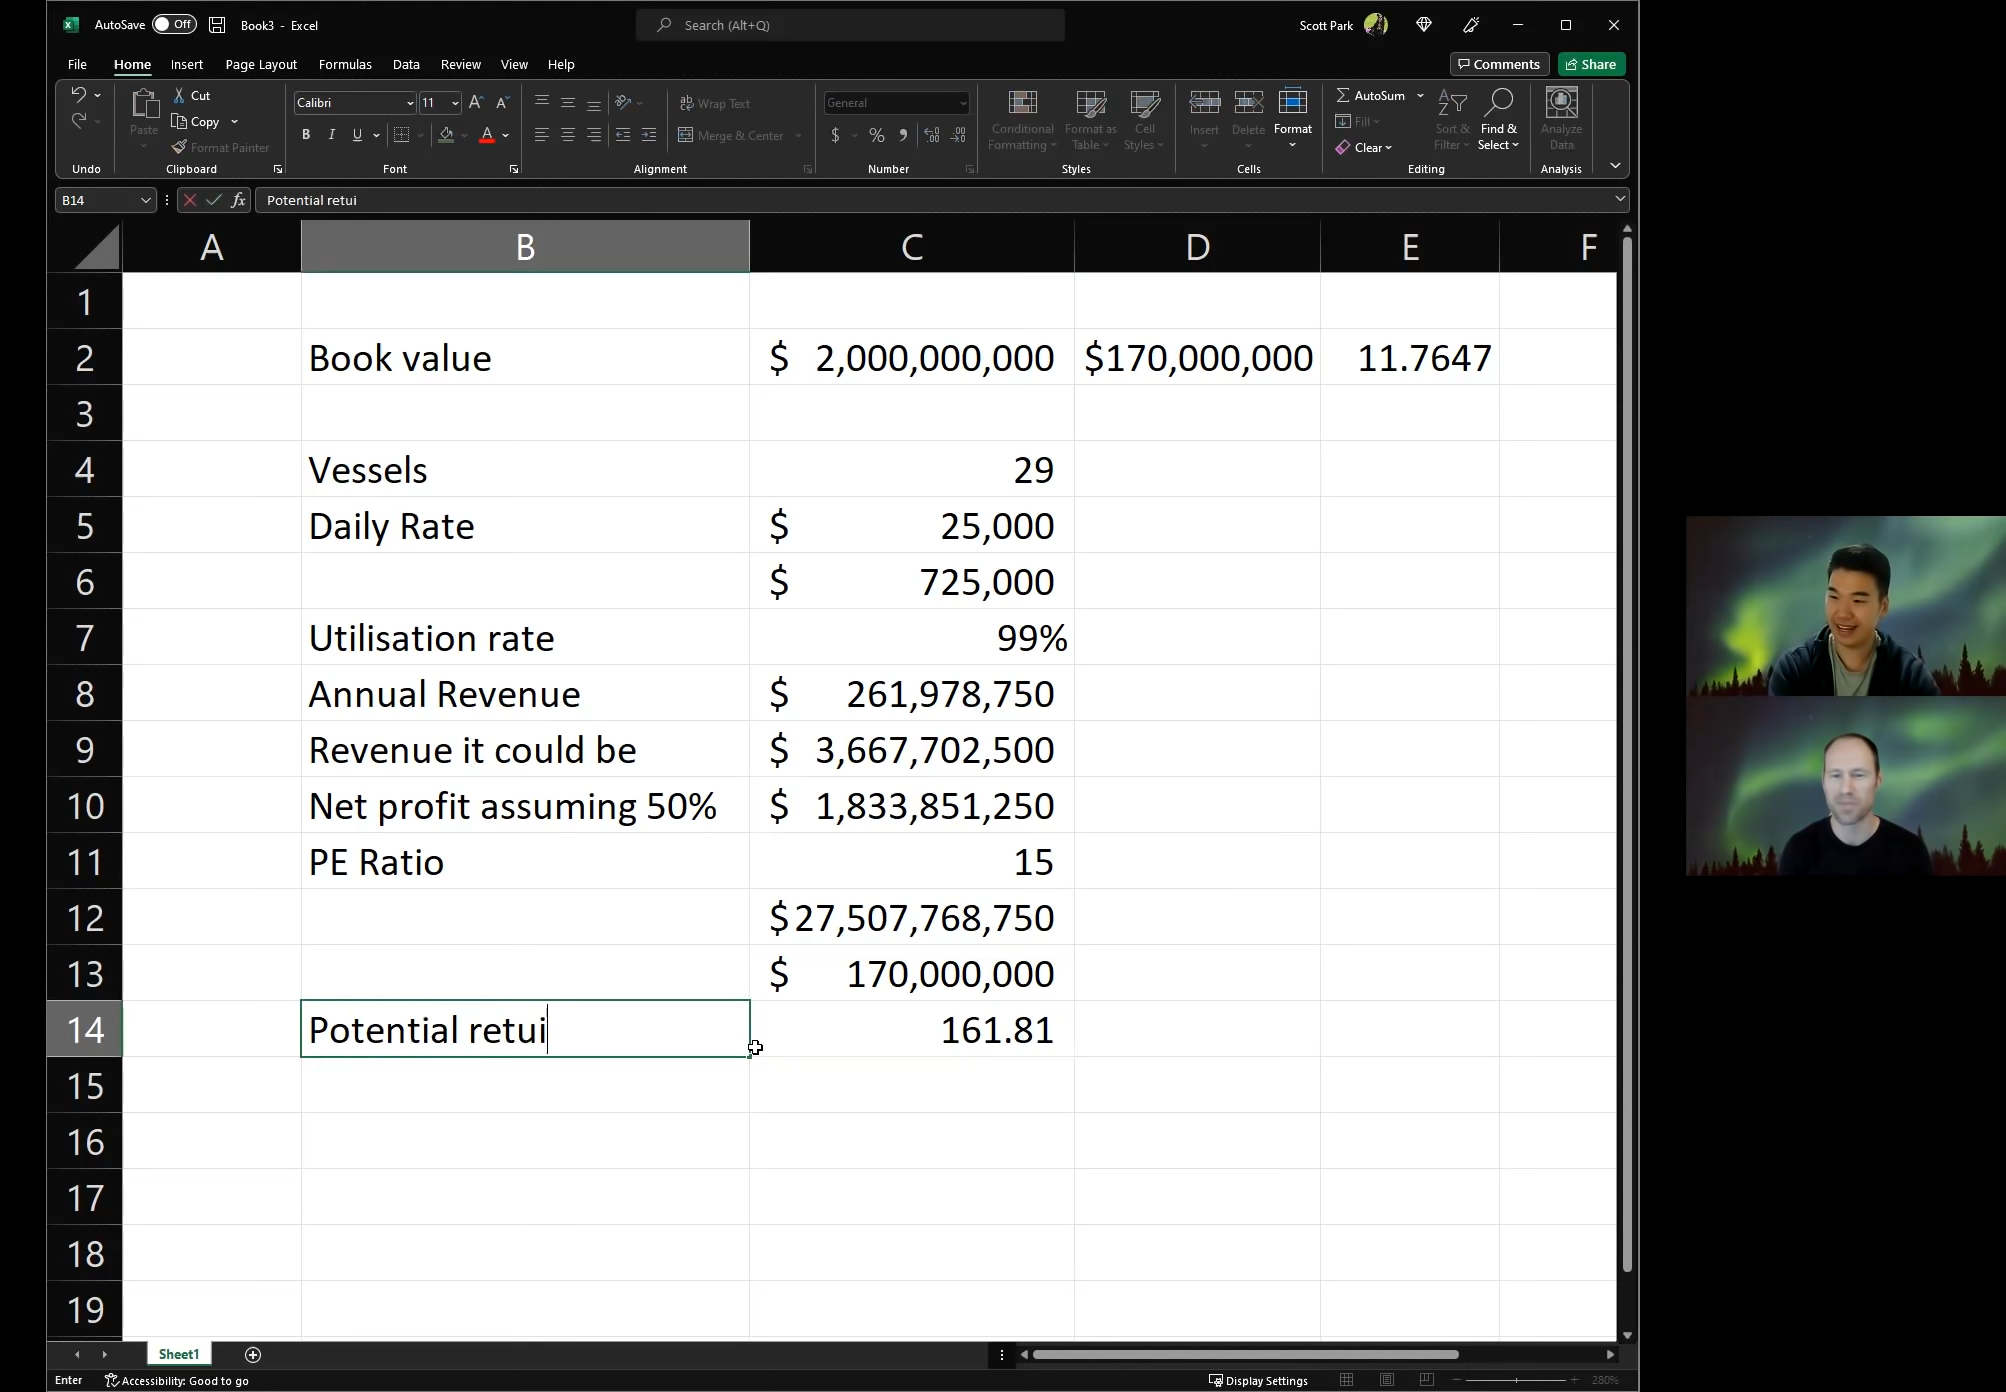 AutoSave Off Book3 - Excel Search (Alt+Q) Scott Park
File Home Insert Page Layout Formulas Data Review View Help Comments Share
Paste Cut Copy Format Painter
Calibri 11 A A B I U A
ab Wrap Text Merge & Center
General $ % 9
Conditional Formatting Format as Table Cell Styles
Insert Delete Format
AutoSum Fill Clear Sort & Filter Find & Select Analyze Data
Undo Clipboard Font Alignment Number Styles Cells Editing Analysis
B14 fx Potential retui
A B C D E F
1
2 Book value $ 2,000,000,000 $170,000,000 11.7647
3
4 Vessels 29
5 Daily Rate $ 25,000
6 $ 725,000
7 Utilisation rate 99%
8 Annual Revenue $ 261,978,750
9 Revenue it could be $ 3,667,702,500
10 Net profit assuming 50% $ 1,833,851,250
11 PE Ratio 15
12 $27,507,768,750
13 $ 170,000,000
14 Potential retui 161.81
15
16
17
18
19
Sheet1
Enter Accessibility: Good to go Display Settings 280%